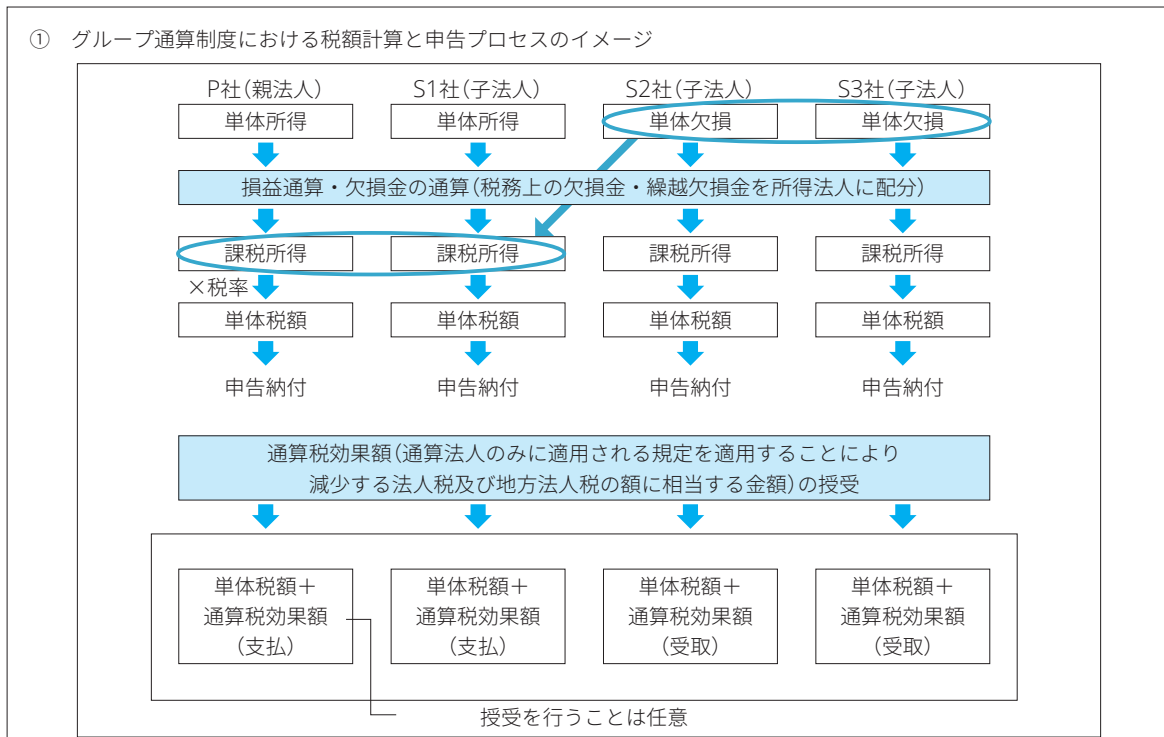 ① グループ通算制度における税額計算と申告プロセスのイメージ
P社(親法人) S1社(子法人) S2社(子法人) S3社(子法人)
単体所得 単体所得 単体欠損 単体欠損
損益通算・欠損金の通算(税務上の欠損金・繰越欠損金を所得法人に配分)
課税所得 課税所得 課税所得 課税所得
×税率
単体税額 単体税額 単体税額 単体税額
申告納付 申告納付 申告納付 申告納付
通算税効果額(通算法人のみに適用される規定を適用することにより
減少する法人税及び地方法人税の額に相当する金額)の授受
単体税額+ 単体税額+ 単体税額+ 単体税額+
通算税効果額 通算税効果額 通算税効果額 通算税効果額
(支払) (支払) (受取) (受取)
授受を行うことは任意